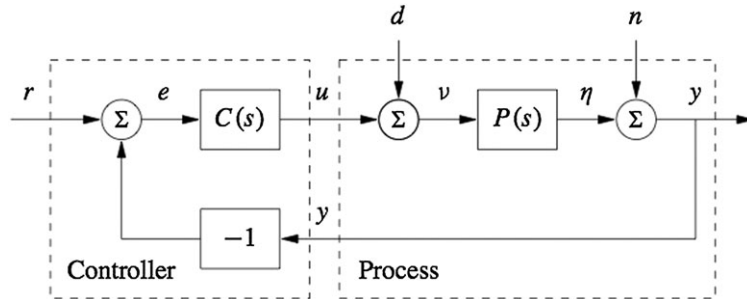 d
n
r
e
u
ν
η
y
Σ
C(s)
Σ
P(s)
Σ
y
−1
Controller
Process